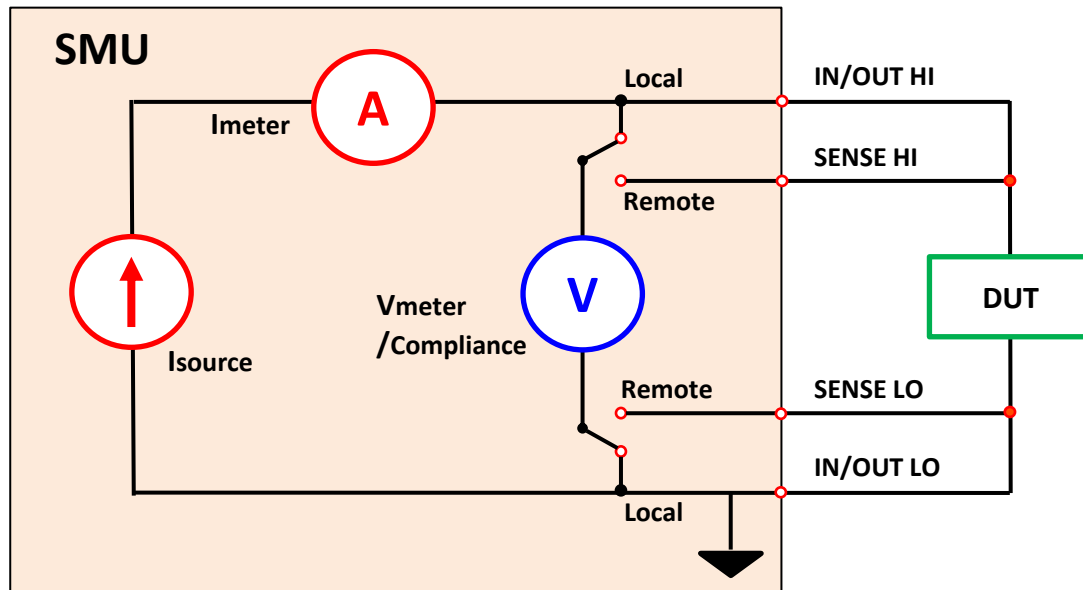 SMU
Local
IN/OUT HI
A
Imeter
SENSE HI
Remote
V
DUT
Vmeter
/Compliance
Isource
Remote
SENSE LO
IN/OUT LO
Local